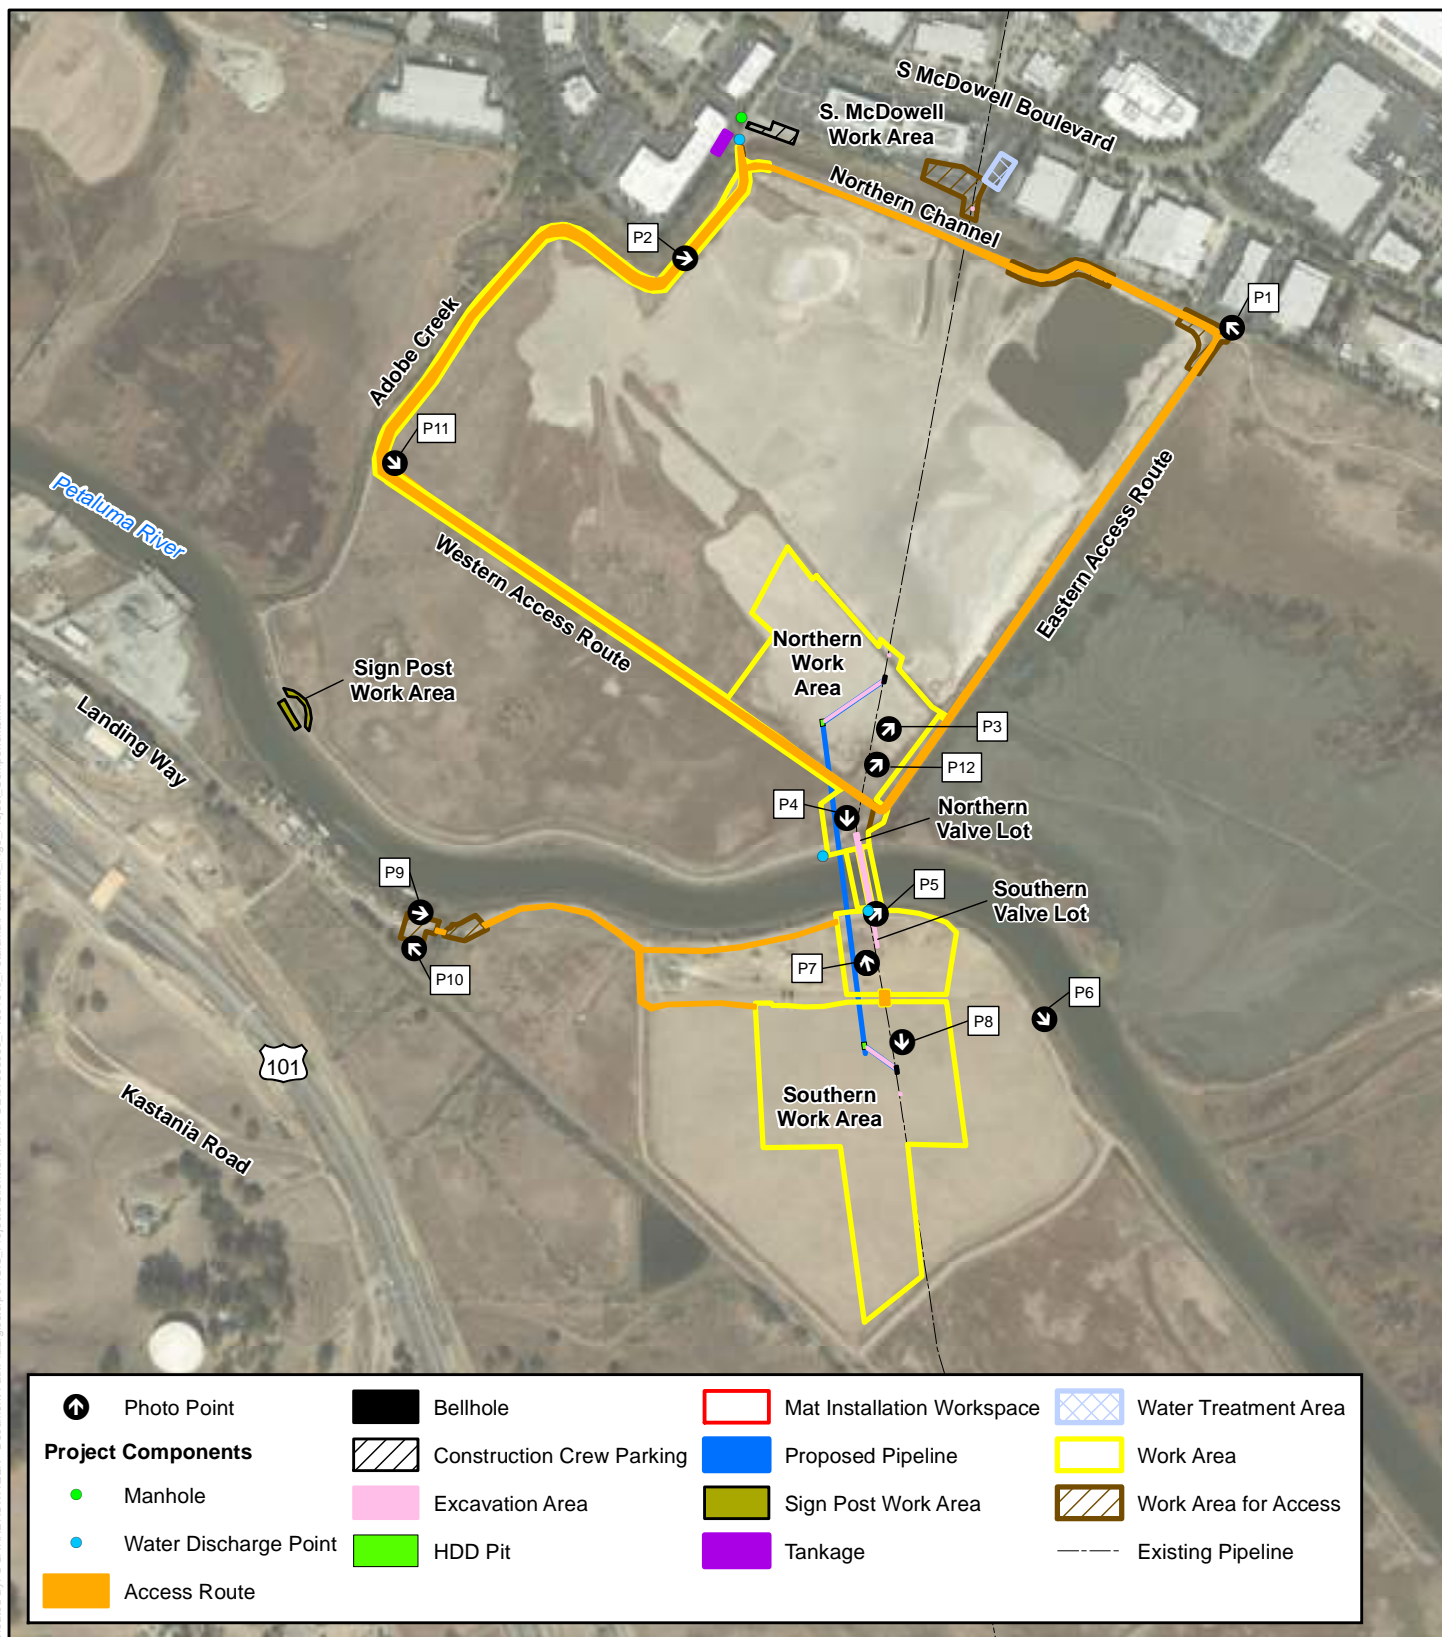 S McDowell Boulevard
S. McDowell
Work Area
Northern Channel
P2
P1
Adobe Creek
P11
Petaluma River
Eastern Access Route
Western Access Route
Northern
Work
Area
Sign Post
Work Area
Landing Way
P3
P12
P4
Northern
Valve Lot
P9
P5
Southern
Valve Lot
P7
P10
P6
P8
101
Kastania Road
Southern
Work Area
Photo Point
Project Components
Manhole
Water Discharge Point
Access Route
Bellhole
Construction Crew Parking
Excavation Area
HDD Pit
Mat Installation Workspace
Proposed Pipeline
Sign Post Work Area
Tankage
Water Treatment Area
Work Area
Work Area for Access
Existing Pipeline